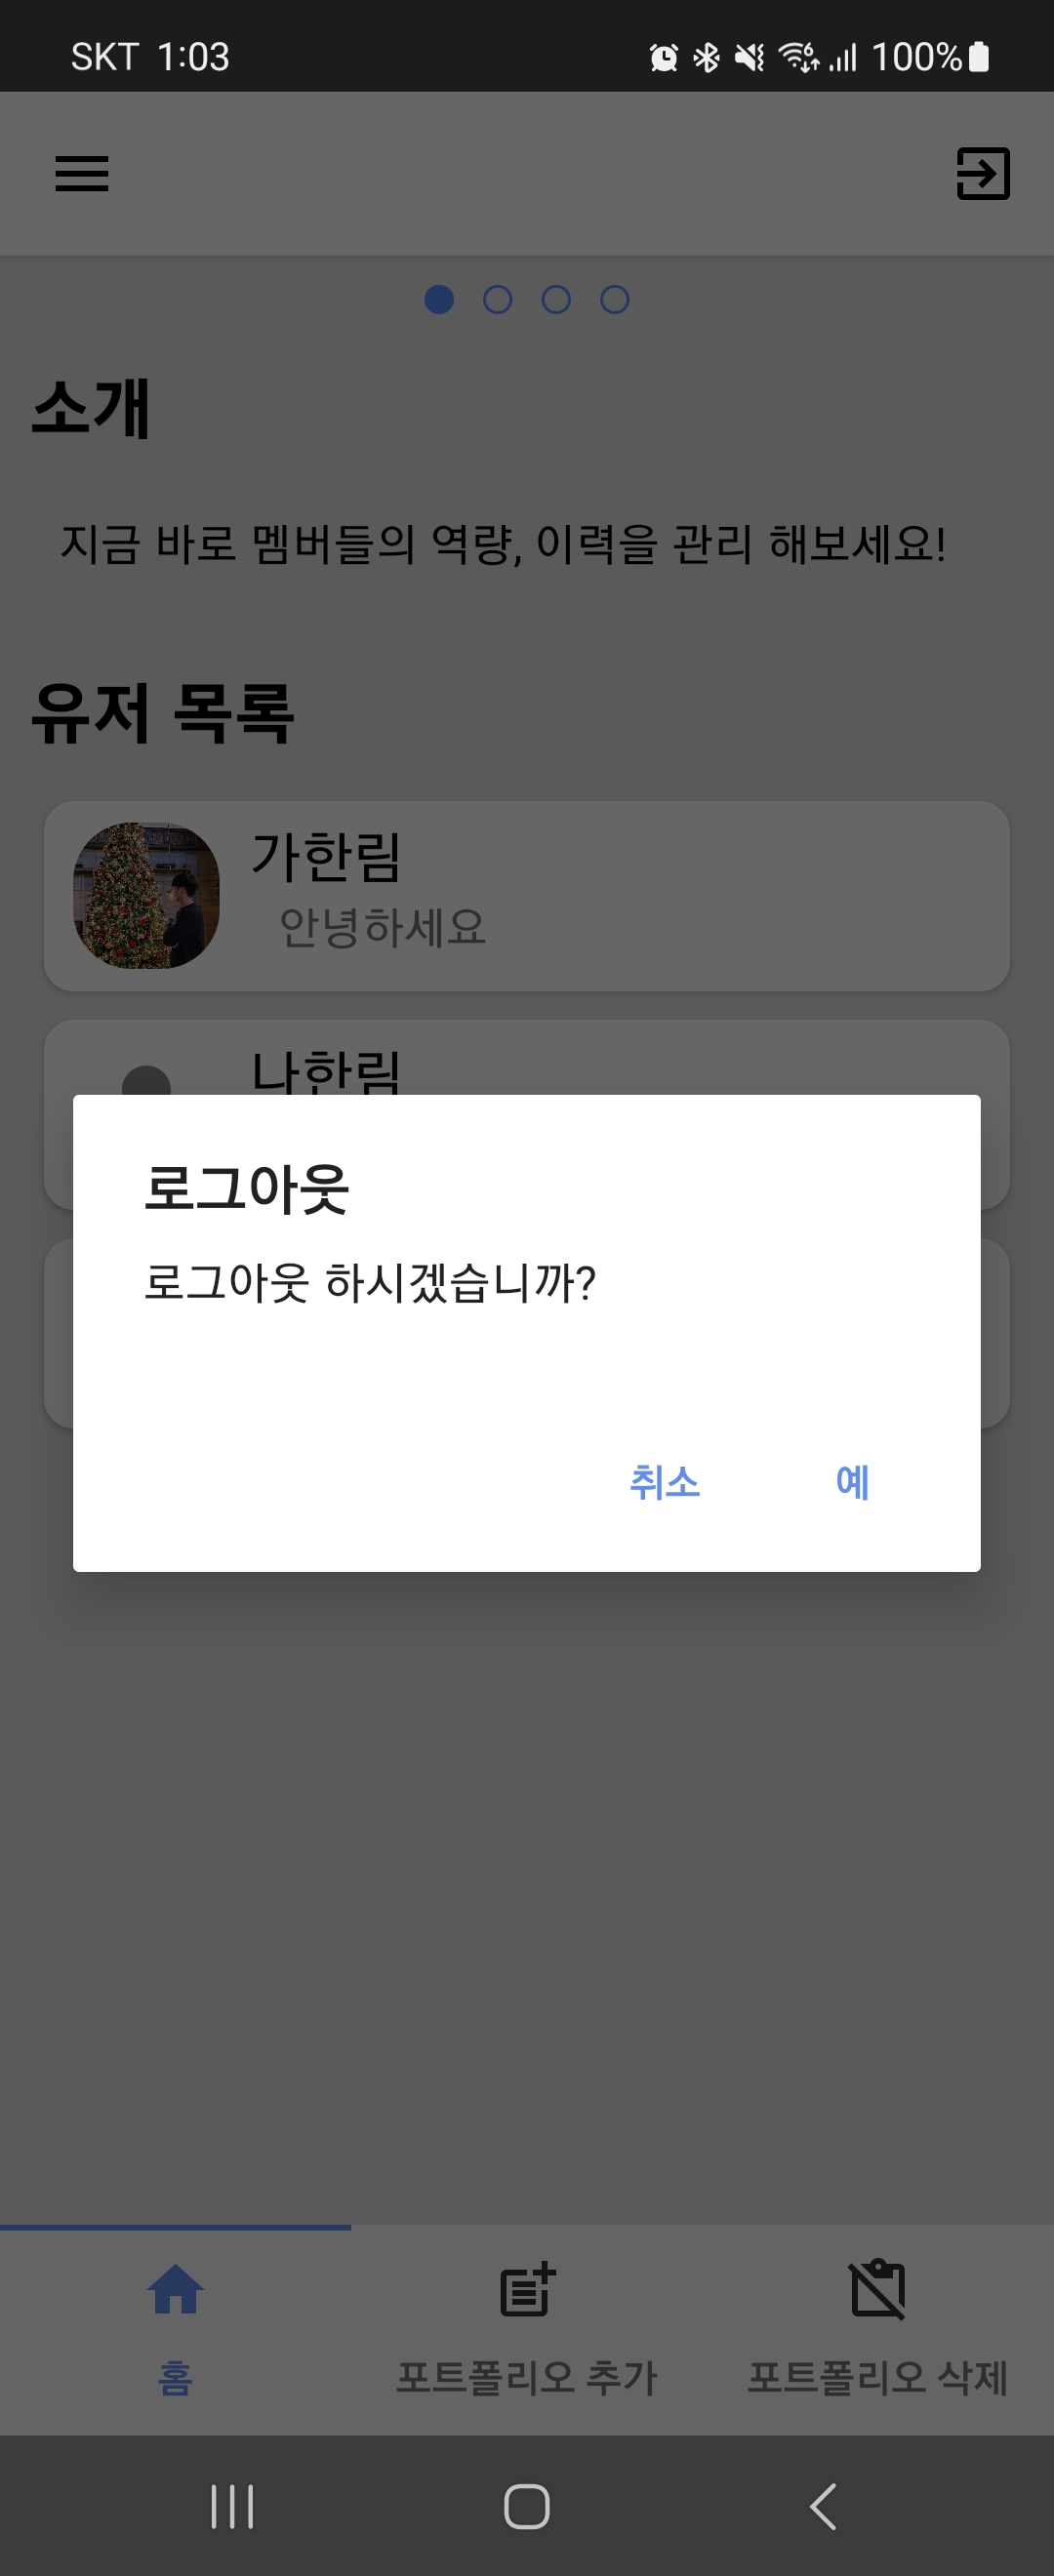 SKT 1:03 100%
소개
지금 바로 멤버들의 역량, 이력을 관리 해보세요!
유저 목록
가한림
안녕하세요
나한림
로그아웃
로그아웃 하시겠습니까?
취소 예
홈 포트폴리오 추가 포트폴리오 삭제